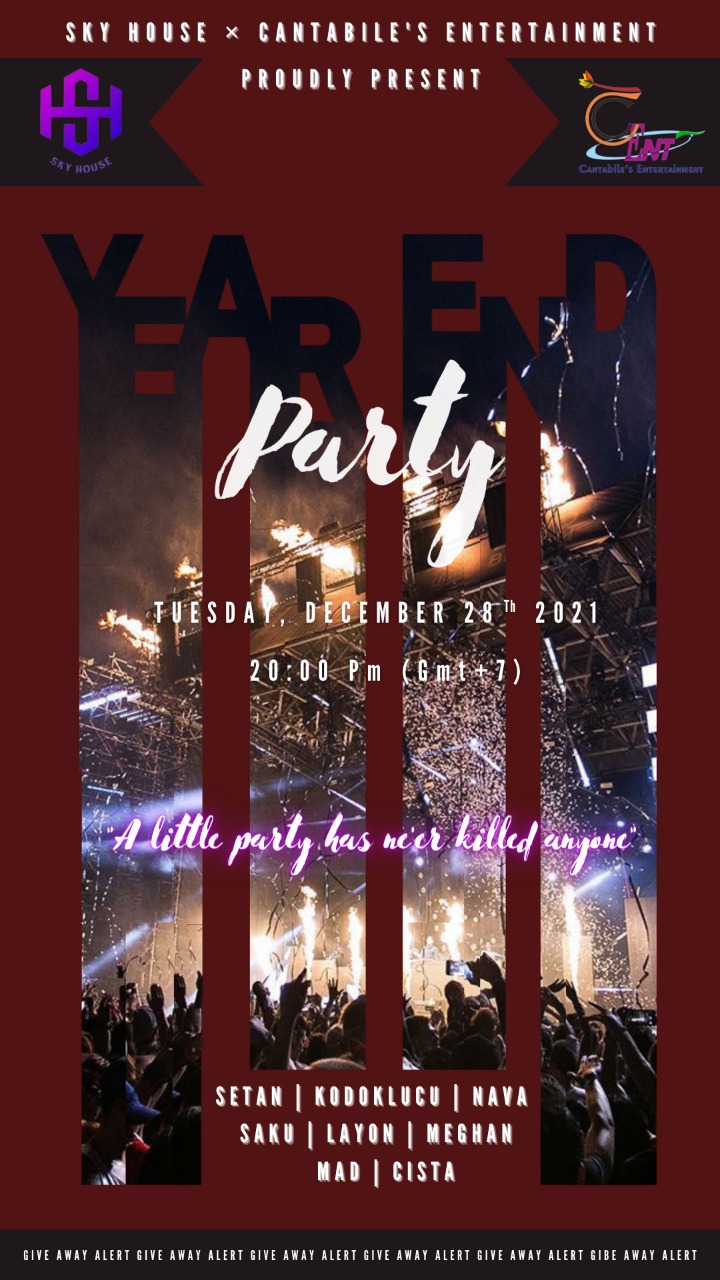 SKY HOUSE × CANTABILE'S ENTERTAINMENT
PROUDLY PRESENT
SKY HOUSE
CENT
Cantabile's Entertainment
YEAR END
Party
TUESDAY, DECEMBER 28Th 2021
20:00 Pm (Gmt+7)
"A little party has ne'er killed anyone"
SETAN | KODOKLUCU | NAVA
SAKU | LAYON | MEGHAN
MAD | CISTA
GIVE AWAY ALERT GIVE AWAY ALERT GIVE AWAY ALERT GIVE AWAY ALERT GIVE AWAY ALERT GIBE AWAY ALERT